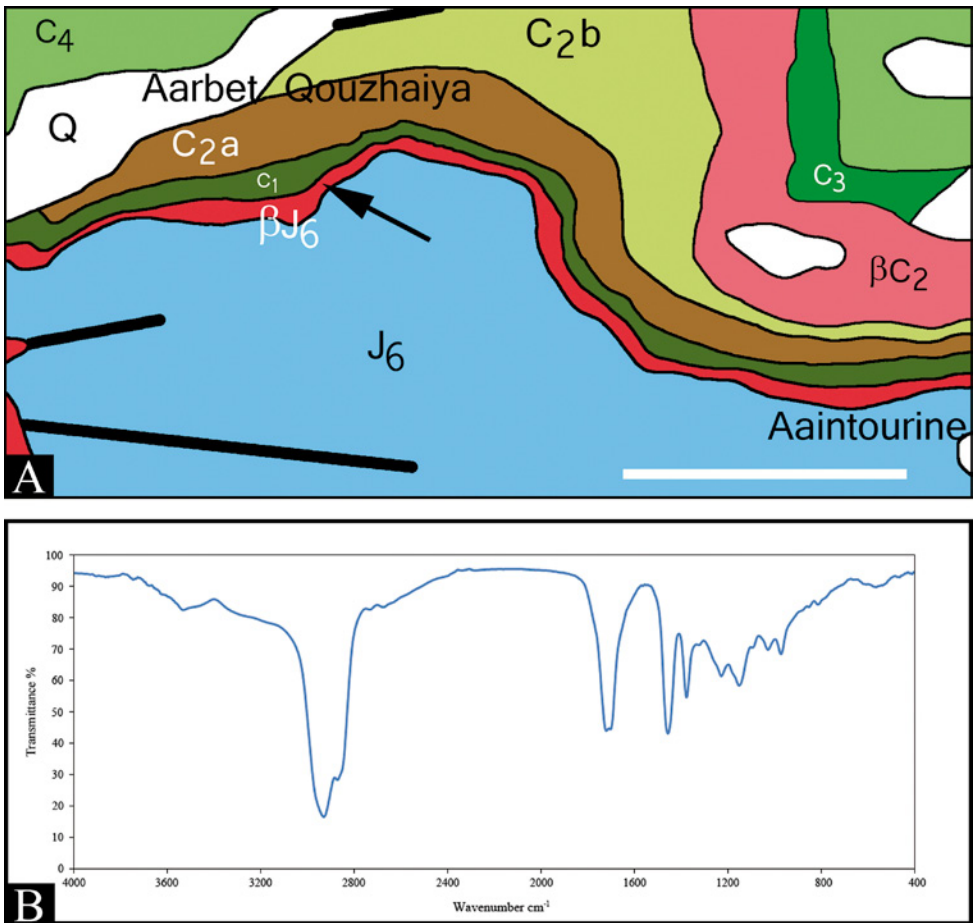 C4
C2b
Aarbet Qouzhaiya
Q
C2a
C1
C3
βJ6
βC2
J6
Aaintourine
A
100
90
80
70
60
50
40
30
20
10
0
Transmittance %
4000 3600 3200 2800 2400 2000 1600 1200 800 400
Wavenumber cm-1
B